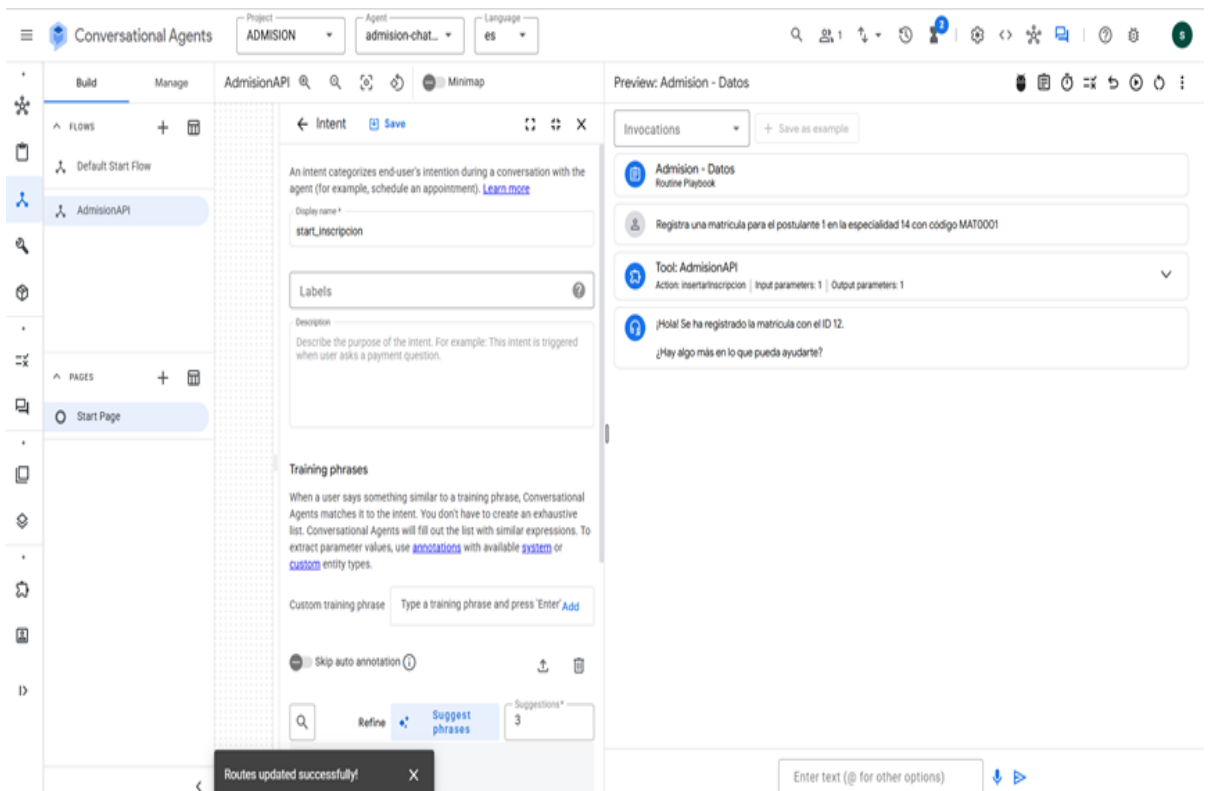 Conversational Agents
Project
ADMISION
Agent
admision-chat...
Language
es
1
2
S
Build
Manage
FLOWS
Default Start Flow
AdmisionAPI
PAGES
Start Page
AdmisionAPI
Minimap
Intent
Save
An intent categorizes end-user's intention during a conversation with the
agent (for example, schedule an appointment). Learn more
Display name *
start_inscripcion
Labels
Description
Describe the purpose of the intent. For example: This intent is triggered
when user asks a payment question.
Training phrases
When a user says something similar to a training phrase, Conversational
Agents matches it to the intent. You don't have to create an exhaustive
list. Conversational Agents will fill out the list with similar expressions. To
extract parameter values, use annotations with available system or
custom entity types.
Custom training phrase
Type a training phrase and press 'Enter'
Add
Skip auto annotation
Refine
Suggest
phrases
Suggestions*
3
Routes updated successfully!
Preview: Admision - Datos
Invocations
+ Save as example
Admision - Datos
Routine Playbook
Registra una matricula para el postulante 1 en la especialidad 14 con código MAT0001
Tool: AdmisionAPI
Action: insertarInscripcion | Input parameters: 1 | Output parameters: 1
¡Hola! Se ha registrado la matricula con el ID 12.
¿Hay algo más en lo que pueda ayudarte?
Enter text (@ for other options)